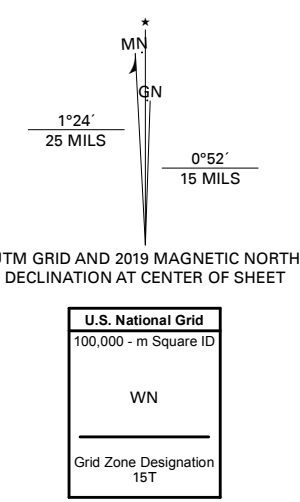 ★
MN
GN
1°24´
25 MILS
0°52´
15 MILS
UTM GRID AND 2019 MAGNETIC NORTH
DECLINATION AT CENTER OF SHEET
U.S. National Grid
100,000 - m Square ID
WN
Grid Zone Designation
15T